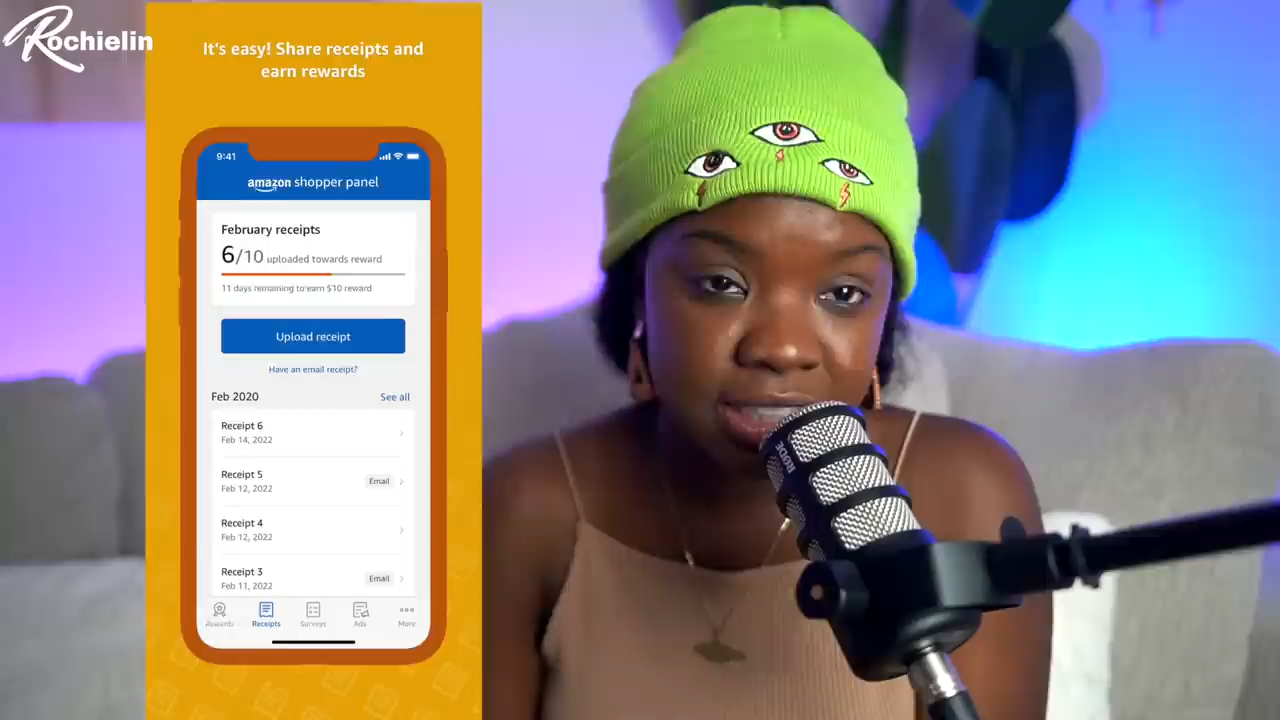 Rochielin
It's easy! Share receipts and
earn rewards
9:41
amazon shopper panel
February receipts
6/10 uploaded towards reward
11 days remaining to earn $10 reward
Upload receipt
Have an email receipt?
Feb 2020
See all
Receipt 6
Feb 14, 2022
Receipt 5
Feb 12, 2022
Email
Receipt 4
Feb 12, 2022
Receipt 3
Feb 11, 2022
Email
Rewards
Receipts
Surveys
Ads
More
RØDE